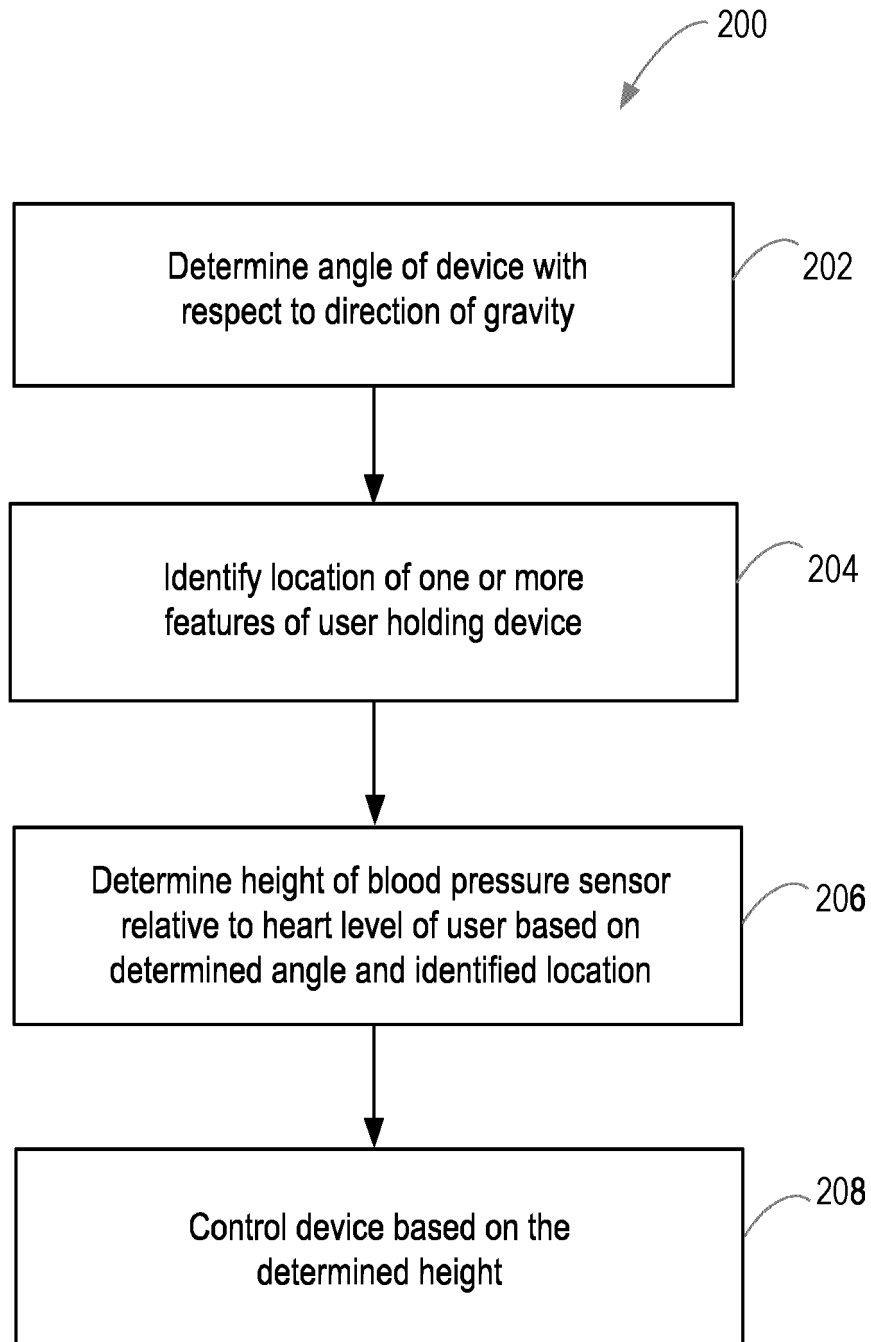 200
Determine angle of device with
respect to direction of gravity
202
Identify location of one or more
features of user holding device
204
Determine height of blood pressure sensor
relative to heart level of user based on
determined angle and identified location
206
Control device based on the
determined height
208